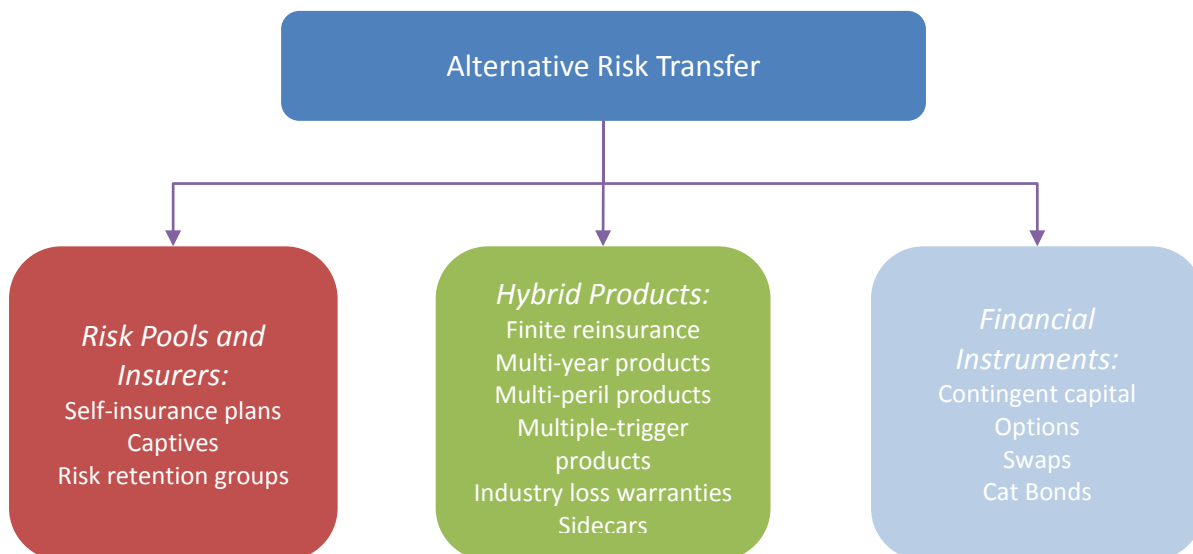 Alternative Risk Transfer
Risk Pools and
Insurers:
Self-insurance plans
Captives
Risk retention groups
Hybrid Products:
Finite reinsurance
Multi-year products
Multi-peril products
Multiple-trigger
products
Industry loss warranties
Sidecars
Financial
Instruments:
Contingent capital
Options
Swaps
Cat Bonds